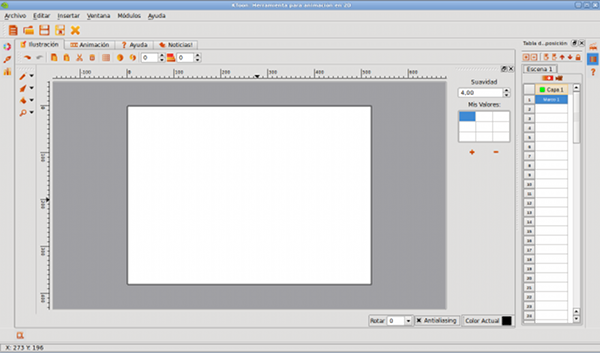 KToon: Herramienta para animación en 2D
Archivo Editar Insertar Ventana Módulos Ayuda
Ilustración Animación Ayuda Noticias!
Tabla d...posición
0 0
Escena 1
-100 0 100 200 300 400 500 600
Suavidad
4,00
Mis Valores:
Capa 1
1 Marco 1
2
3
4
5
6
7
8
9
10
11
12
13
14
15
16
17
18
19
20
21
22
23
24
Rotar 0 Antialiasing Color Actual
X: 273 Y: 196